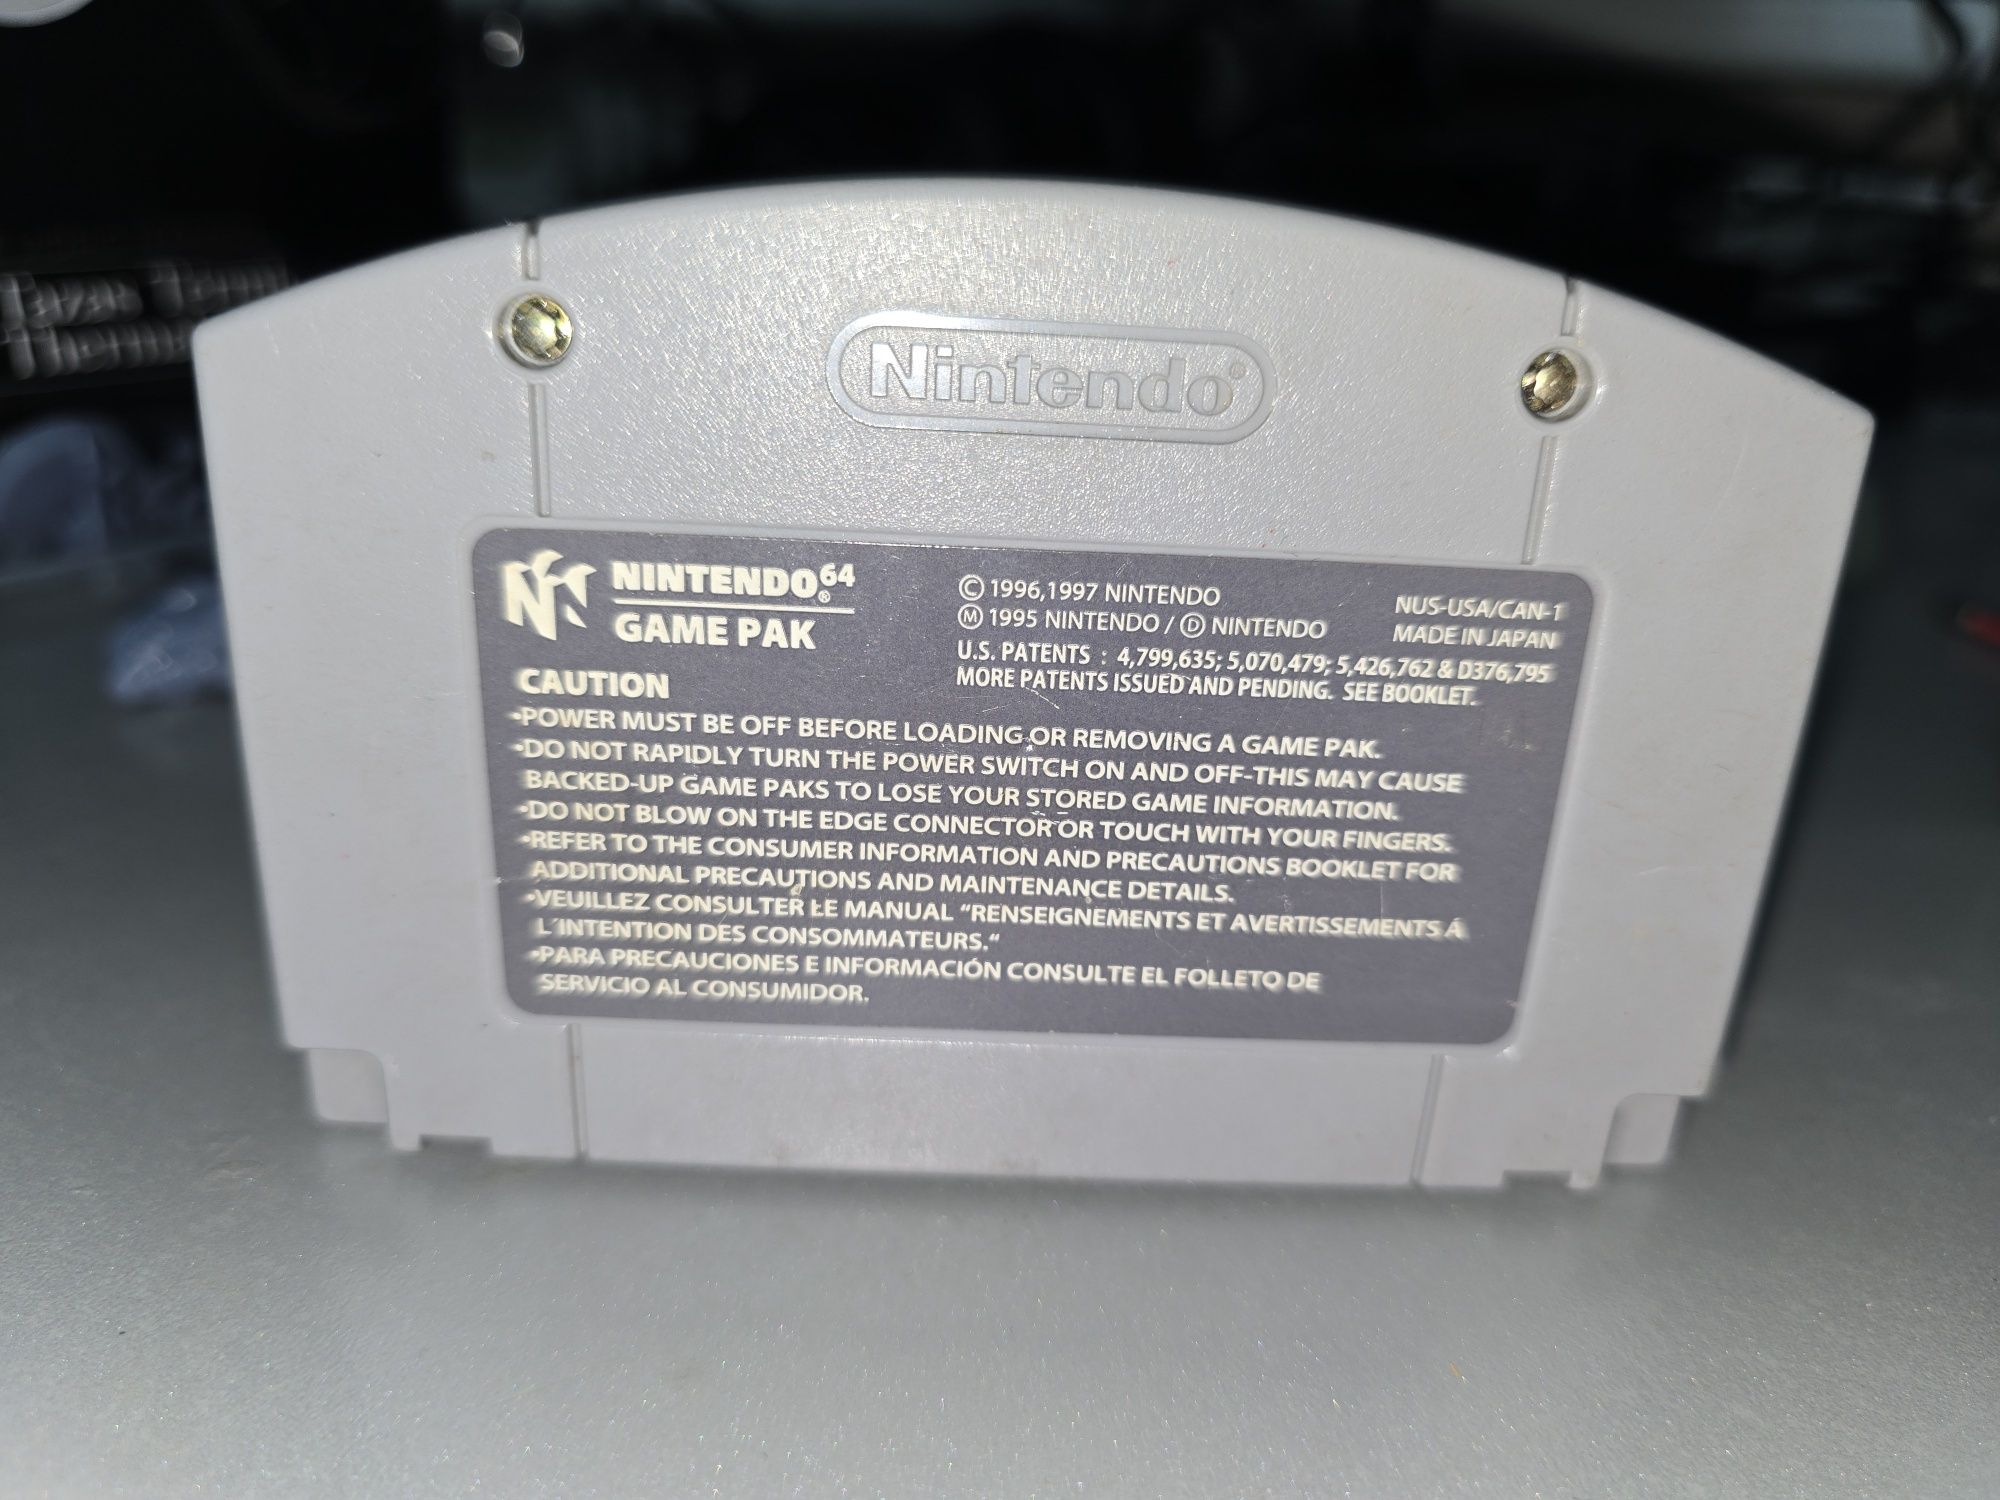 Nintendo®
NINTENDO®64
GAME PAK
© 1996,1997 NINTENDO
Ⓜ 1995 NINTENDO / Ⓓ NINTENDO
NUS-USA/CAN-1
MADE IN JAPAN
U.S. PATENTS : 4,799,635; 5,070,479; 5,426,762 & D376,795
MORE PATENTS ISSUED AND PENDING. SEE BOOKLET.
CAUTION
•POWER MUST BE OFF BEFORE LOADING OR REMOVING A GAME PAK.
•DO NOT RAPIDLY TURN THE POWER SWITCH ON AND OFF-THIS MAY CAUSE
BACKED-UP GAME PAKS TO LOSE YOUR STORED GAME INFORMATION.
•DO NOT BLOW ON THE EDGE CONNECTOR OR TOUCH WITH YOUR FINGERS.
•REFER TO THE CONSUMER INFORMATION AND PRECAUTIONS BOOKLET FOR
ADDITIONAL PRECAUTIONS AND MAINTENANCE DETAILS.
•VEUILLEZ CONSULTER LE MANUAL “RENSEIGNEMENTS ET AVERTISSEMENTS Á
L´INTENTION DES CONSOMMATEURS.“
•PARA PRECAUCIONES E INFORMACIÓN CONSULTE EL FOLLETO DE
SERVICIO AL CONSUMIDOR.